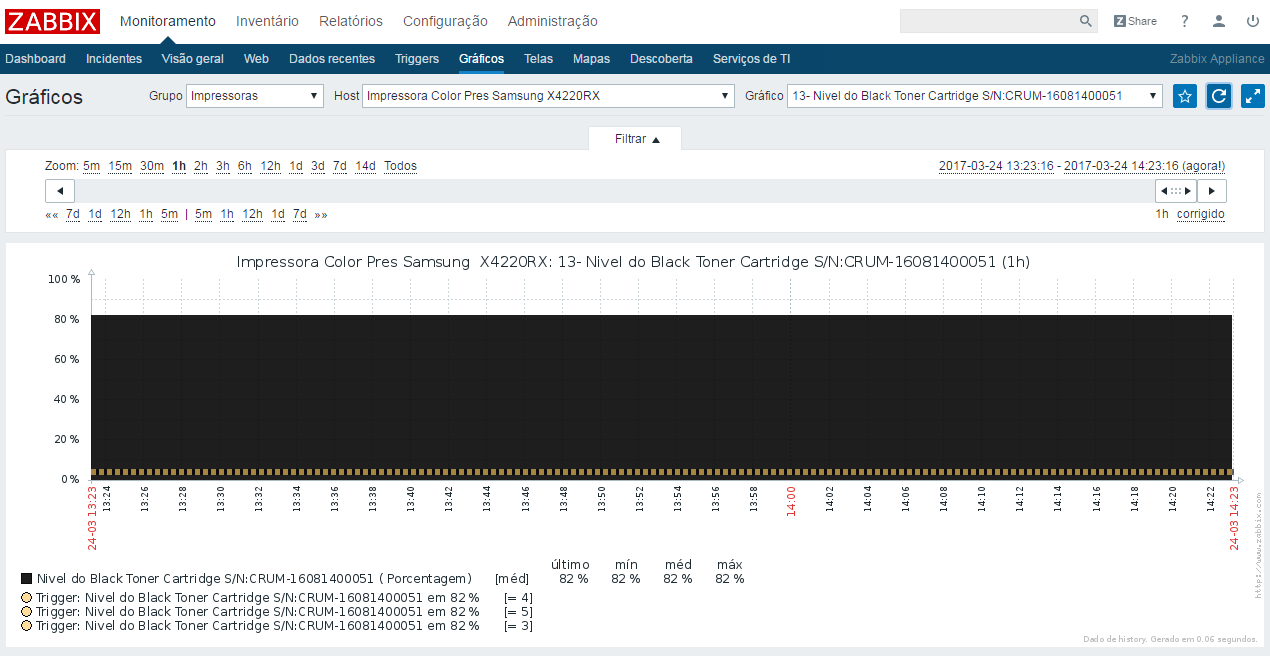 ZABBIX Monitoramento Inventário Relatórios Configuração Administração Z Share ?
Dashboard Incidentes Visão geral Web Dados recentes Triggers Gráficos Telas Mapas Descoberta Serviços de TI Zabbix Appliance
Gráficos Grupo Impressoras Host Impressora Color Pres Samsung X4220RX Gráfico 13- Nivel do Black Toner Cartridge S/N:CRUM-16081400051
Filtrar
Zoom: 5m 15m 30m 1h 2h 3h 6h 12h 1d 3d 7d 14d Todos 2017-03-24 13:23:16 - 2017-03-24 14:23:16 (agora!)
«« 7d 1d 12h 1h 5m | 5m 1h 12h 1d 7d »» 1h corrigido
Impressora Color Pres Samsung X4220RX: 13- Nivel do Black Toner Cartridge S/N:CRUM-16081400051 (1h)
100 %
80 %
60 %
40 %
20 %
0 %
24-03 13:23 13:24 13:26 13:28 13:30 13:32 13:34 13:36 13:38 13:40 13:42 13:44 13:46 13:48 13:50 13:52 13:54 13:56 13:58 14:00 14:02 14:04 14:06 14:08 14:10 14:12 14:14 14:16 14:18 14:20 14:22 24-03 14:23
http://www.zabbix.com
último mín méd máx
Nivel do Black Toner Cartridge S/N:CRUM-16081400051 ( Porcentagem) [méd] 82 % 82 % 82 % 82 %
Trigger: Nivel do Black Toner Cartridge S/N:CRUM-16081400051 em 82 % [= 4]
Trigger: Nivel do Black Toner Cartridge S/N:CRUM-16081400051 em 82 % [= 5]
Trigger: Nivel do Black Toner Cartridge S/N:CRUM-16081400051 em 82 % [= 3]
Dado de history. Gerado em 0.06 segundos.